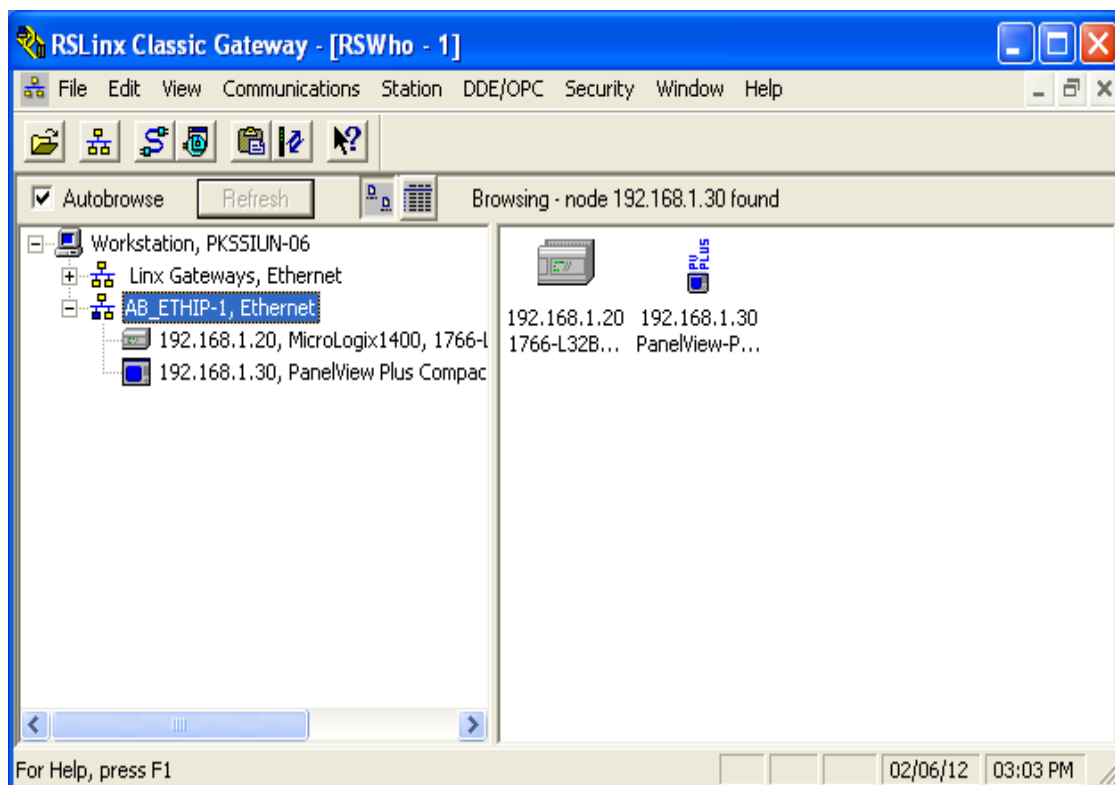 RSLinx Classic Gateway - [RSWho - 1]
File Edit View Communications Station DDE/OPC Security Window Help
Autobrowse Refresh Browsing - node 192.168.1.30 found
Workstation, PKSSIUN-06
Linx Gateways, Ethernet
AB_ETHIP-1, Ethernet
192.168.1.20, MicroLogix1400, 1766-L
192.168.1.30, PanelView Plus Compac
PV PLUS
192.168.1.20 192.168.1.30
1766-L32B... PanelView-P...
For Help, press F1 02/06/12 03:03 PM